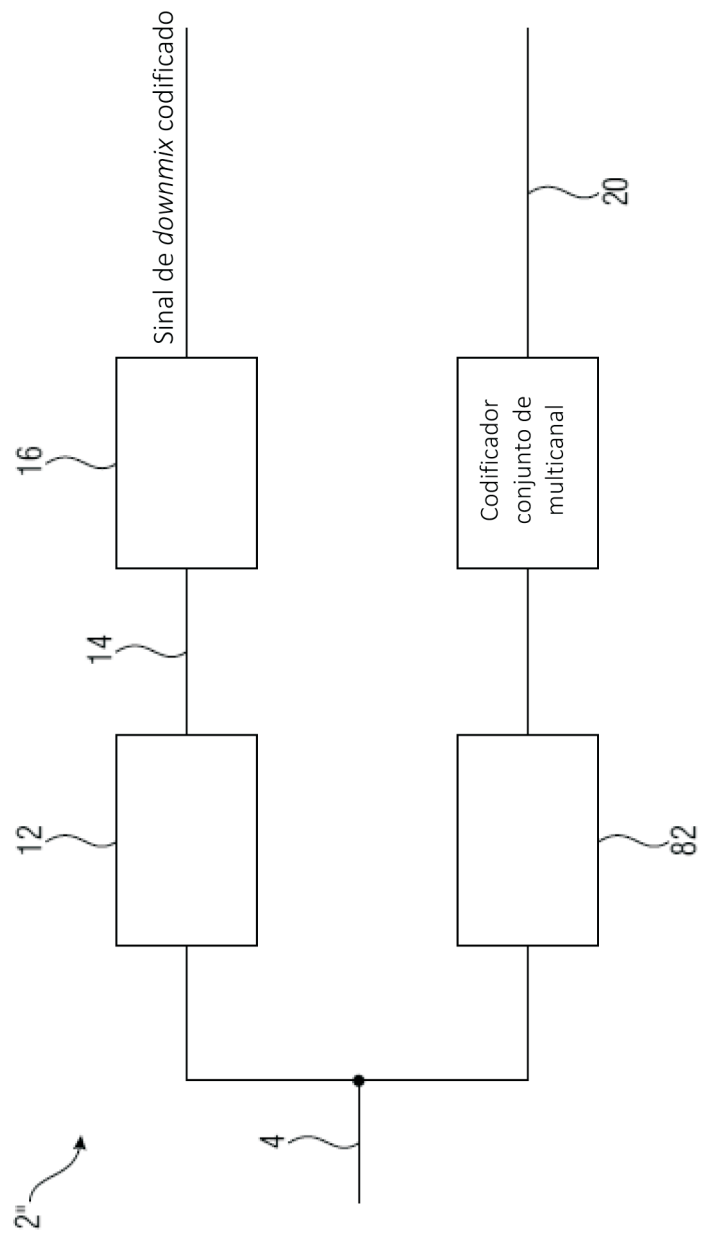 2"
4
12
14
16
Sinal de downmix codificado
82
Codificador
conjunto de
multicanal
20